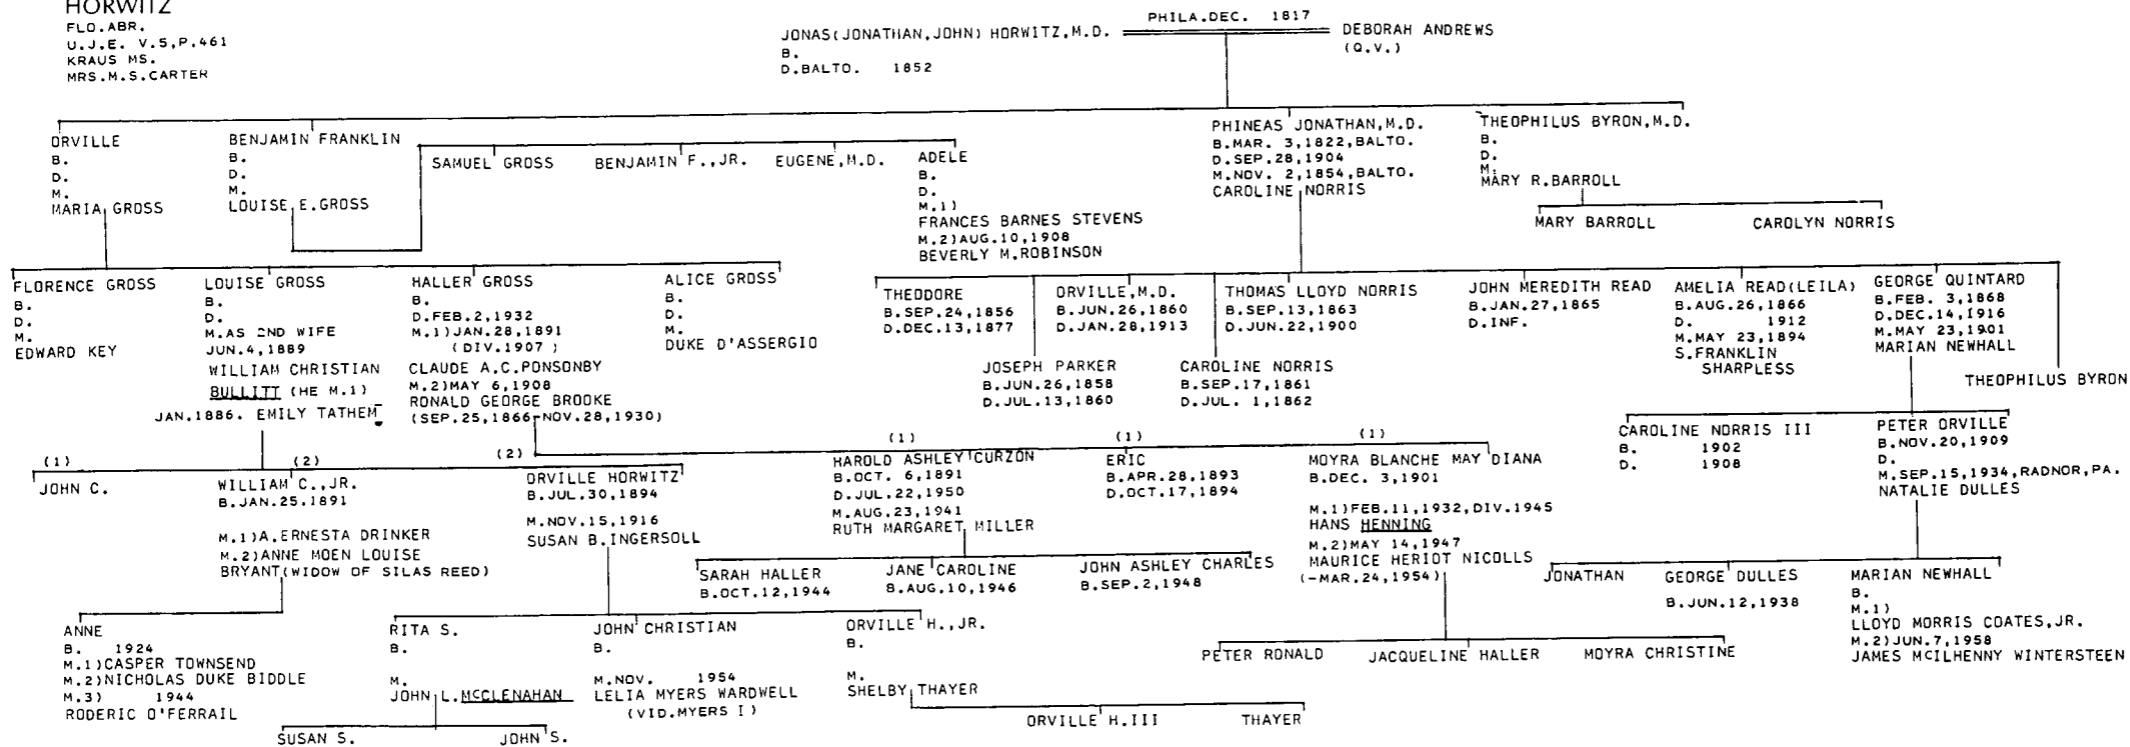 HORWITZ
FLO.ABR.
U.J.E. V.5,P.461
KRAUS MS.
MRS.M.S.CARTER
JONAS(JONATHAN,JOHN) HORWITZ,M.D.
B.
D.BALTO. 1852
PHILA.DEC. 1817
DEBORAH ANDREWS
(Q.V.)
ORVILLE
B.
D.
M.
MARIA GROSS
BENJAMIN FRANKLIN
B.
D.
M.
LOUISE E.GROSS
SAMUEL GROSS
BENJAMIN F.,JR.
EUGENE,M.D.
ADELE
B.
D.
M.1)
FRANCES BARNES STEVENS
M.2)AUG.10,1908
BEVERLY M.ROBINSON
PHINEAS JONATHAN,M.D.
B.MAR. 3,1822,BALTO.
D.SEP.28,1904
M.NOV. 2,1854,BALTO.
CAROLINE NORRIS
THEOPHILUS BYRON,M.D.
B.
D.
M.
MARY R.BARROLL
MARY BARROLL
CAROLYN NORRIS
FLORENCE GROSS
B.
D.
M.
EDWARD KEY
LOUISE GROSS
B.
D.
M.AS 2ND WIFE
JUN.4,1889
WILLIAM CHRISTIAN
BULLITT (HE M.1)
JAN.1886. EMILY TATHEM
HALLER GROSS
B.
D.FEB.2,1932
M.1)JAN.28,1891
(DIV.1907 )
CLAUDE A.C.PONSONBY
M.2)MAY 6,1908
RONALD GEORGE BROOKE
(SEP.25,1866-NOV.28,1930)
ALICE GROSS
B.
D.
M.
DUKE D'ASSERGIO
THEODORE
B.SEP.24,1856
D.DEC.13,1877
JOSEPH PARKER
B.JUN.26,1858
D.JUL.13,1860
ORVILLE,M.D.
B.JUN.26,1860
D.JAN.28,1913
CAROLINE NORRIS
B.SEP.17,1861
D.JUL. 1,1862
THOMAS LLOYD NORRIS
B.SEP.13,1863
D.JUN.22,1900
JOHN MEREDITH READ
B.JAN.27,1865
D.INF.
AMELIA READ(LEILA)
B.AUG.26,1866
D. 1912
M.MAY 23,1894
S.FRANKLIN
SHARPLESS
GEORGE QUINTARD
B.FEB. 3,1868
D.DEC.14,1916
M.MAY 23,1901
MARIAN NEWHALL
THEOPHILUS BYRON
(1)
JOHN C.
(2)
WILLIAM C.,JR.
B.JAN.25,1891
M.1)A.ERNESTA DRINKER
M.2)ANNE MOEN LOUISE
BRYANT(WIDOW OF SILAS REED)
(2)
ORVILLE HORWITZ
B.JUL.30,1894
M.NOV.15,1916
SUSAN B.INGERSOLL
(1)
HAROLD ASHLEY CURZON
B.OCT. 6,1891
D.JUL.22,1950
M.AUG.23,1941
RUTH MARGARET MILLER
(1)
ERIC
B.APR.28,1893
D.OCT.17,1894
(1)
MOYRA BLANCHE MAY DIANA
B.DEC. 3,1901
M.1)FEB.11,1932,DIV.1945
HANS HENNING
M.2)MAY 14,1947
MAURICE HERIOT NICOLLS
(-MAR.24,1954)
CAROLINE NORRIS III
B. 1902
D. 1908
PETER ORVILLE
B.NOV.20,1909
D.
M.SEP.15,1934,RADNOR,PA.
NATALIE DULLES
SARAH HALLER
B.OCT.12,1944
JANE CAROLINE
B.AUG.10,1946
JOHN ASHLEY CHARLES
B.SEP.2,1948
JONATHAN
GEORGE DULLES
B.JUN.12,1938
MARIAN NEWHALL
B.
M.1)
LLOYD MORRIS COATES,JR.
M.2)JUN.7,1958
JAMES MCILHENNY WINTERSTEEN
ANNE
B. 1924
M.1)CASPER TOWNSEND
M.2)NICHOLAS DUKE BIDDLE
M.3) 1944
RODERIC O'FERRAIL
RITA S.
B.
M.
JOHN L.MCCLENAHAN
JOHN CHRISTIAN
B.
M.NOV. 1954
LELIA MYERS WARDWELL
(VID.MYERS I)
ORVILLE H.,JR.
B.
M.
SHELBY THAYER
PETER RONALD
JACQUELINE HALLER
MOYRA CHRISTINE
SUSAN S.
JOHN S.
ORVILLE H.III
THAYER